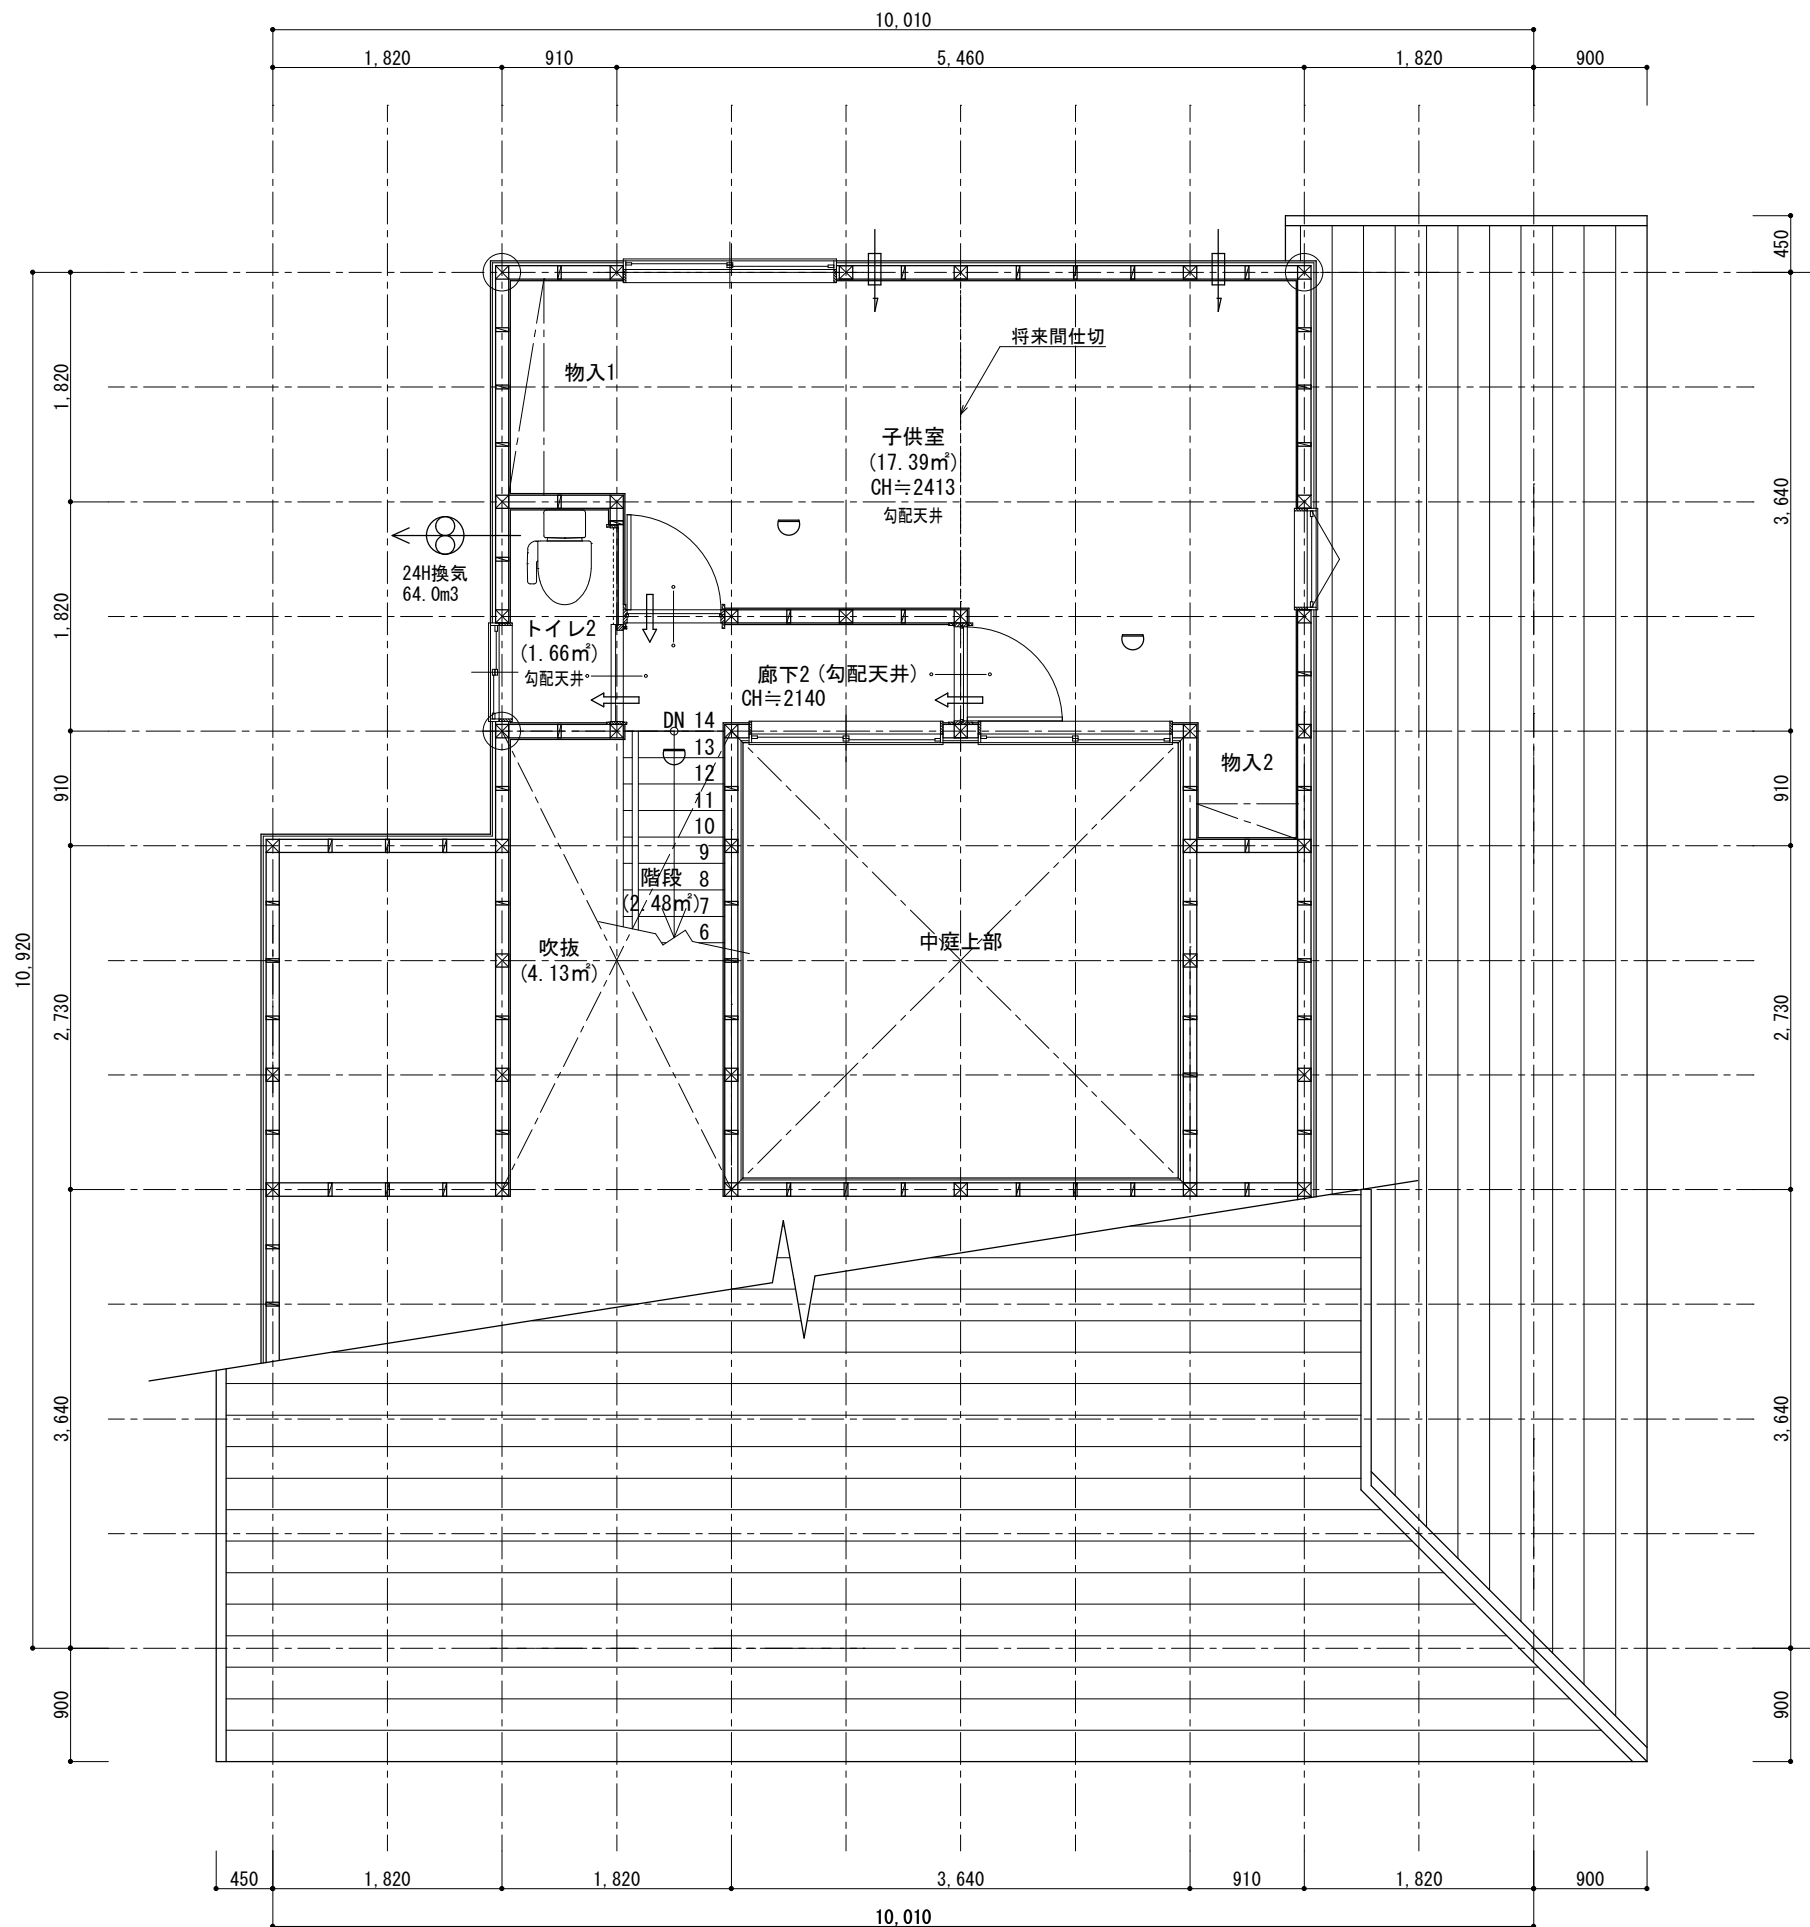 10,010
1,820
910
5,460
1,820
900
450
将来間仕切
物入1
1,820
子供室
(17.39㎡)
CH≒2413
勾配天井
3,640
24H換気
64.0m3
1,820
トイレ2
(1.66㎡)
勾配天井
廊下2(勾配天井)
CH≒2140
DN 14
13
12
11
10
9
8
7
6
物入2
910
910
階段
(2.48㎡)
吹抜
(4.13㎡)
中庭上部
10,920
2,730
2,730
3,640
3,640
900
900
450
1,820
1,820
3,640
910
1,820
900
10,010